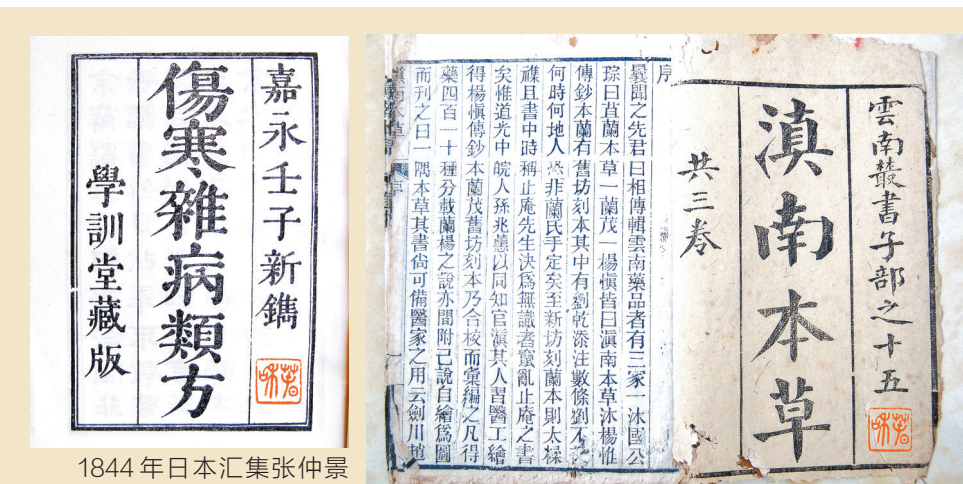 嘉永壬子新鐫
傷寒雜病類方
學訓堂藏版
1844年日本汇集张仲景
雲南叢書子部之十五
滇南本草
共三卷
序
曩聞之先君曰相傳輯雲南藥品者有三家一沐國公
琮曰直蘭本草一蘭茂一楊慎皆曰滇南本草沐楊惟
傳鈔本蘭有舊坊刻本其中有劉乾添注數條劉不
何時何地人然非蘭氏手定矣至新坊刻蘭本則太
襍且書中時稱止庵先生決爲無識者竄亂止庵之書
矣惟道光中皖人孫兆蕙以同知官滇其人習醫工繪
得楊慎傳鈔本蘭茂舊坊刻本乃合校而彙編之凡得
藥四百一十種分載蘭楊之說亦間附己說自繪爲圖
而刊之曰一隅本草其書尚可備醫家之用云劍川趙